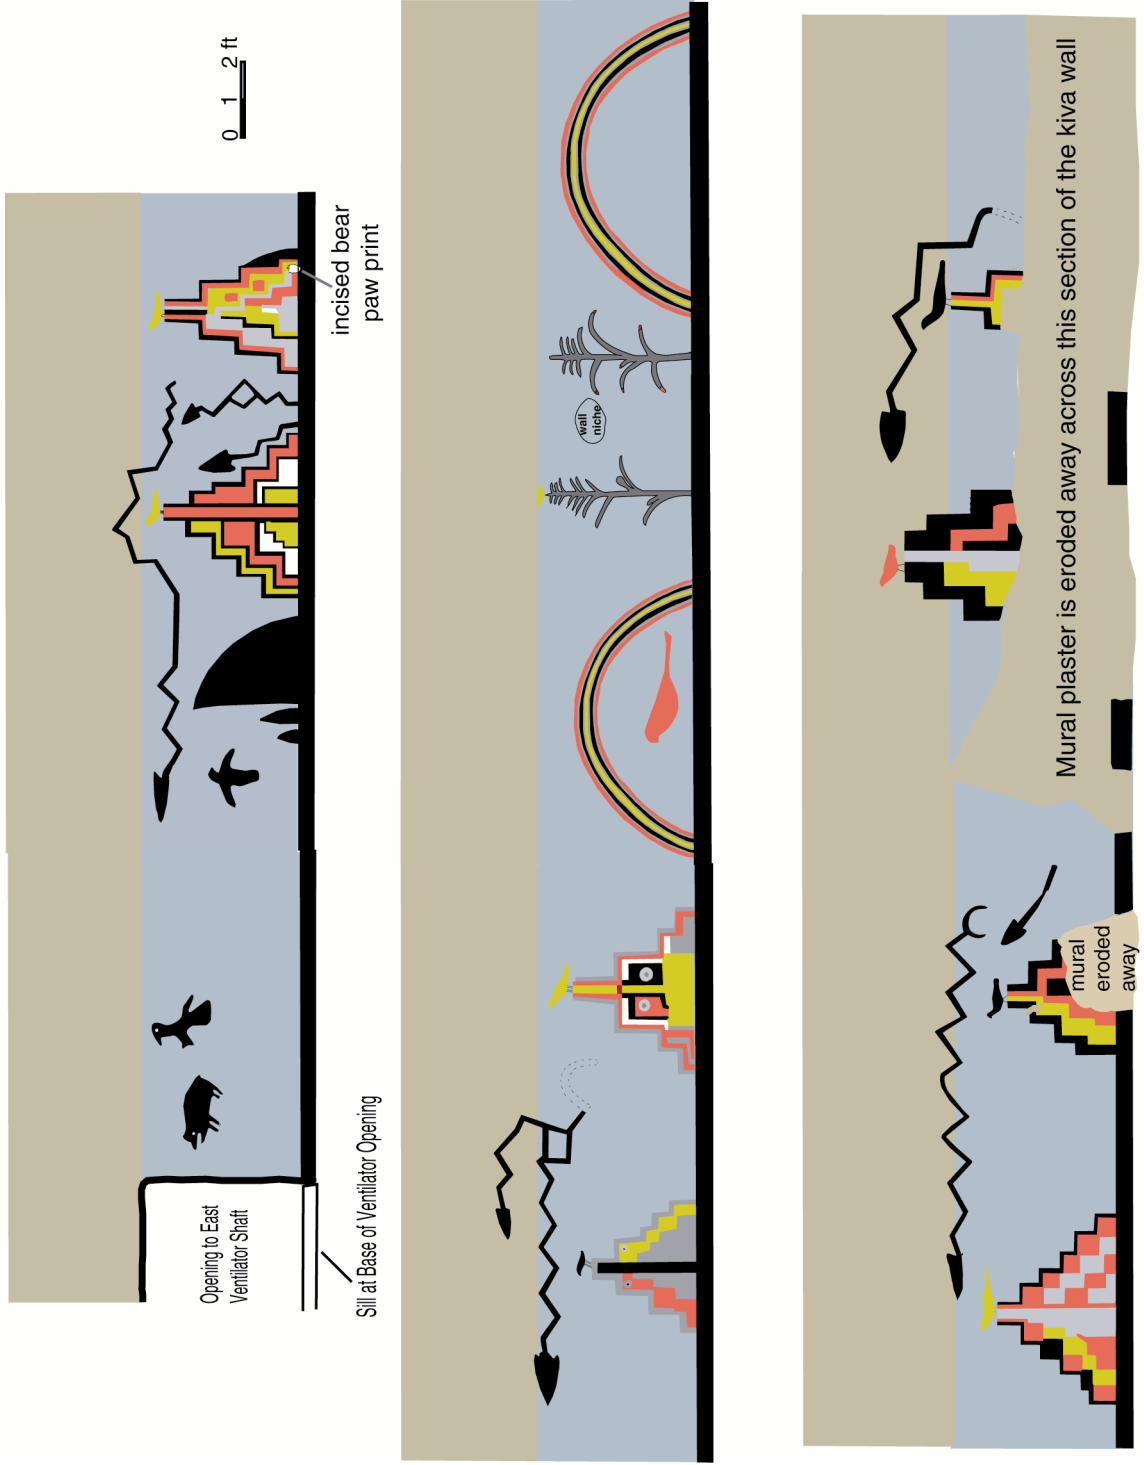 0 1 2 ft
incised bear
paw print
Opening to East
Ventilator Shaft
Sill at Base of Ventilator Opening
wall
niche
Mural plaster is eroded away across this section of the kiva wall
mural
eroded
away